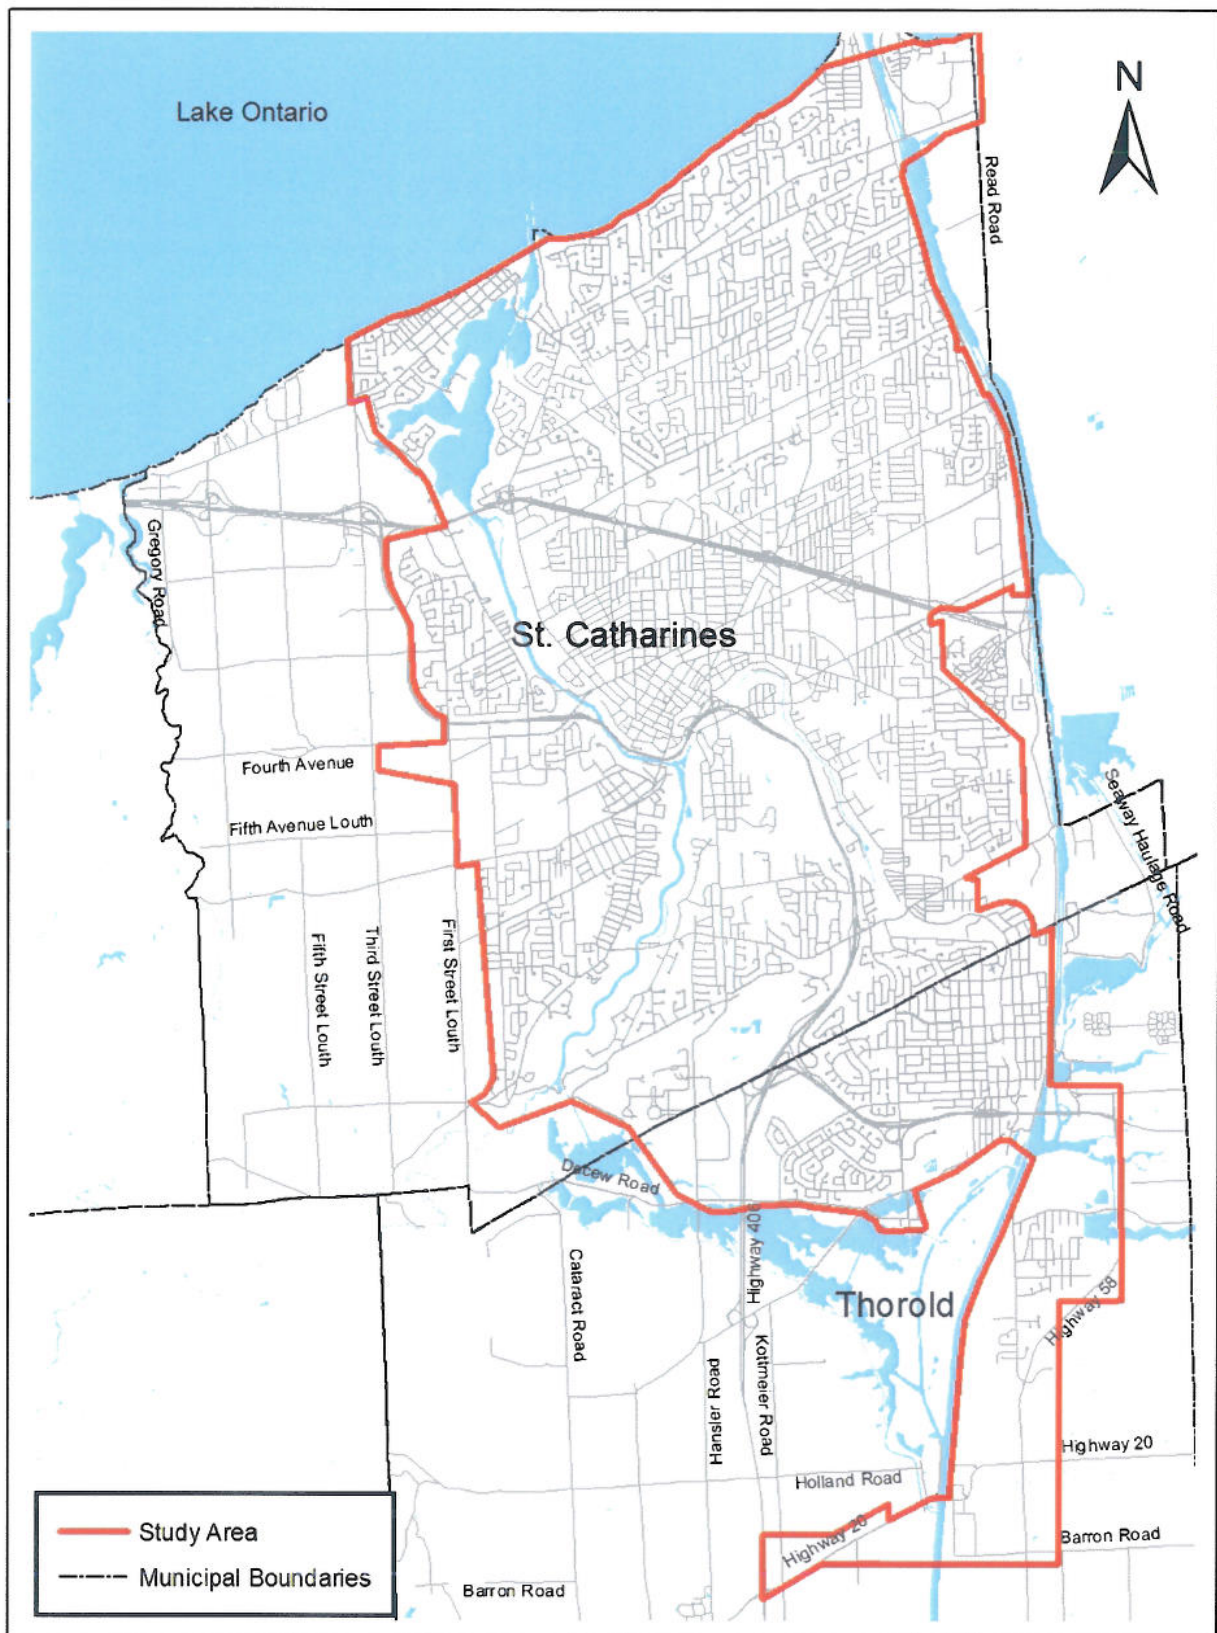 Lake Ontario
N
Read Road
Gregory Road
St. Catharines
Fourth Avenue
Fifth Avenue Louth
Seaway Haulage Road
Fifth Street Louth
Third Street Louth
First Street Louth
Decew Road
Highway 406
Cataract Road
Thorold
Highway 58
Kottmeier Road
Hansler Road
Highway 20
Holland Road
Highway 20
Barron Road
Barron Road
Study Area
Municipal Boundaries